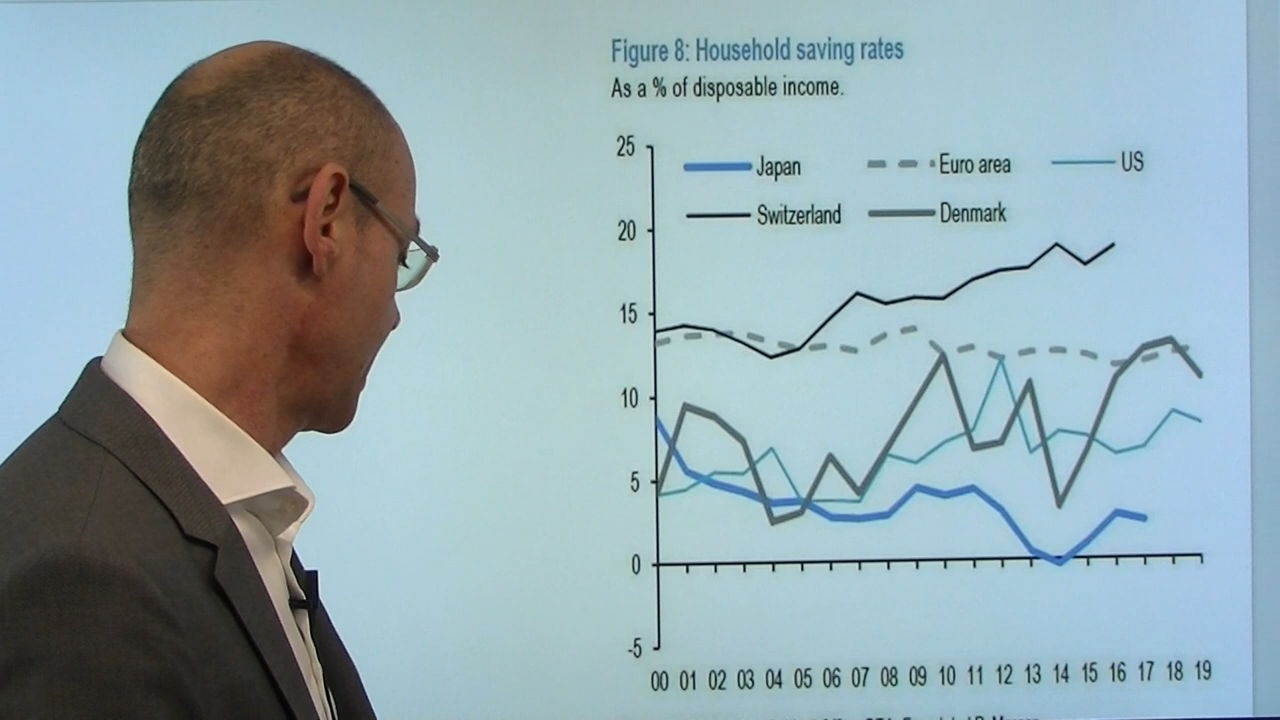 Figure 8: Household saving rates
As a % of disposable income.
25
Japan Euro area US
20
Switzerland Denmark
15
10
5
0
-5
00 01 02 03 04 05 06 07 08 09 10 11 12 13 14 15 16 17 18 19